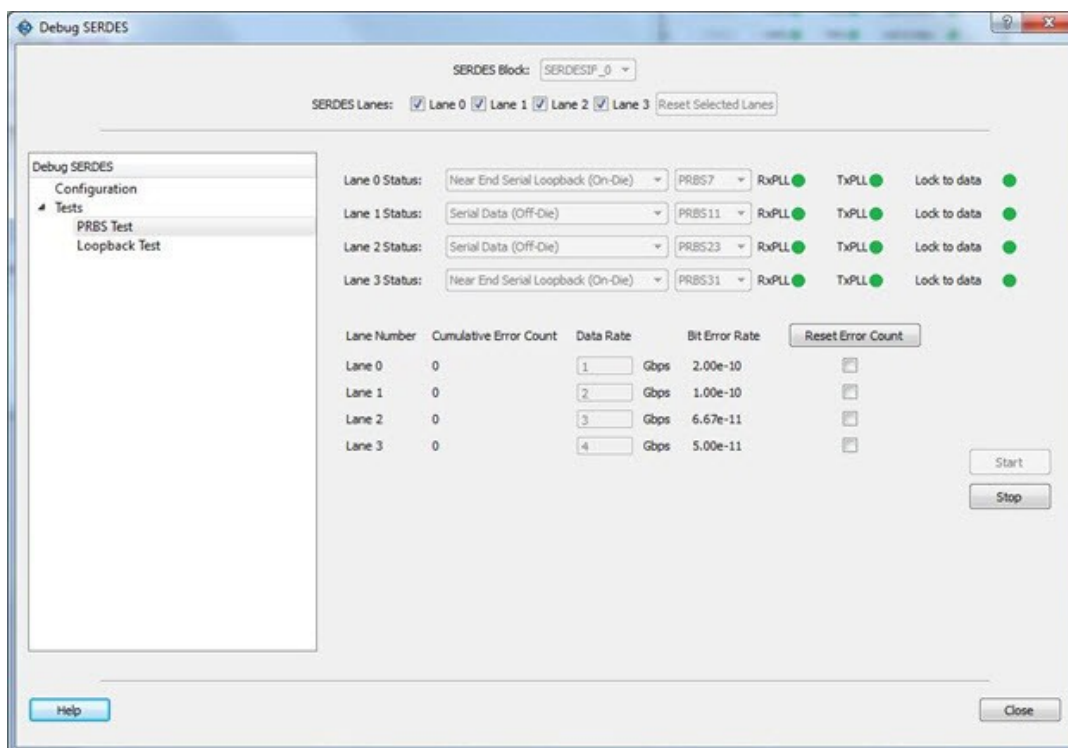 Debug SERDES
?
SERDES Block: SERDESIF_0
SERDES Lanes: Lane 0 Lane 1 Lane 2 Lane 3 Reset Selected Lanes
Debug SERDES
Configuration
Tests
PRBS Test
Loopback Test
Lane 0 Status: Near End Serial Loopback (On-Die) PRBS7 RxPLL TxPLL Lock to data
Lane 1 Status: Serial Data (Off-Die) PRBS11 RxPLL TxPLL Lock to data
Lane 2 Status: Serial Data (Off-Die) PRBS23 RxPLL TxPLL Lock to data
Lane 3 Status: Near End Serial Loopback (On-Die) PRBS31 RxPLL TxPLL Lock to data
Lane Number Cumulative Error Count Data Rate Bit Error Rate Reset Error Count
Lane 0 0 1 Gbps 2.00e-10
Lane 1 0 2 Gbps 1.00e-10
Lane 2 0 3 Gbps 6.67e-11
Lane 3 0 4 Gbps 5.00e-11
Start
Stop
Help
Close